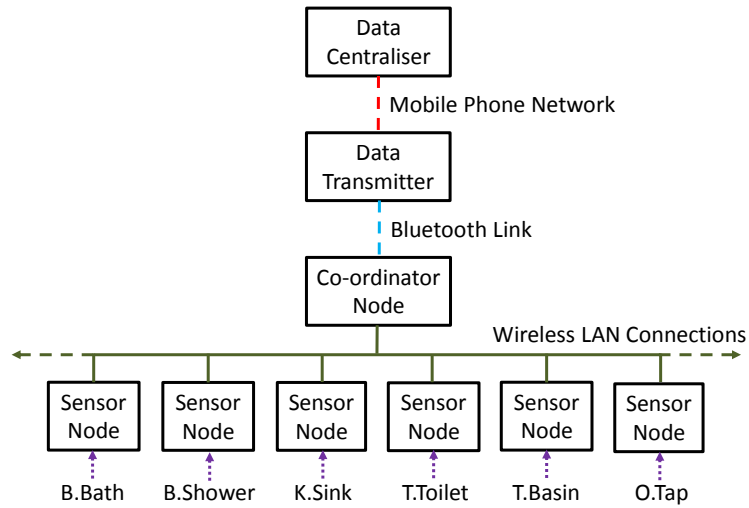 Data
Centraliser
Mobile Phone Network
Data
Transmitter
Bluetooth Link
Co-ordinator
Node
Wireless LAN Connections
Sensor
Node
Sensor
Node
Sensor
Node
Sensor
Node
Sensor
Node
Sensor
Node
B.Bath
B.Shower
K.Sink
T.Toilet
T.Basin
O.Tap